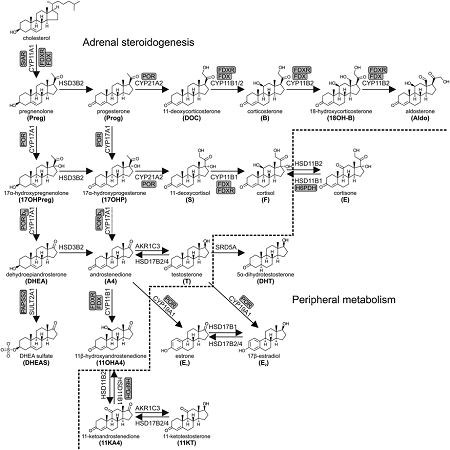 cholesterol
Adrenal steroidogenesis
StAR
CYP11A1
FDXR
FDX
HSD3B2
POR
CYP21A2
FDXR
FDX
CYP11B1/2
FDXR
FDX
CYP11B2
FDXR
FDX
CYP11B2
pregnenolone
(Preg)
progesterone
(Prog)
11-deoxycorticosterone
(DOC)
corticosterone
(B)
18-hydroxycorticosterone
(18OH-B)
aldosterone
(Aldo)
POR
CYP17A1
POR
CYP17A1
HSD3B2
CYP21A2
POR
CYP11B1
FDX
FDXR
HSD11B2
HSD11B1
H6PDH
17α-hydroxypregnenolone
(17OHPreg)
17α-hydroxyprogesterone
(17OHP)
11-deoxycortisol
(S)
cortisol
(F)
cortisone
(E)
CYP17A1
CYP17A1
HSD3B2
AKR1C3
HSD17B2/4
SRD5A
dehydroepiandrosterone
(DHEA)
androstenedione
(A4)
testosterone
(T)
5α-dihydrotestosterone
(DHT)
PAPSS2
SULT2A1
FDXR
FDX
CYP11B1
POR
CYP19A1
POR
CYP19A1
Peripheral metabolism
HSD17B1
HSD17B2/4
DHEA sulfate
(DHEAS)
11β-hydroxyandrostenedione
(11OHA4)
estrone
(E₁)
17β-estradiol
(E₂)
HSD11B2
HSD11B1
H6PDH
AKR1C3
HSD17B2/4
11-ketoandrostenedione
(11KA4)
11-ketotestosterone
(11KT)